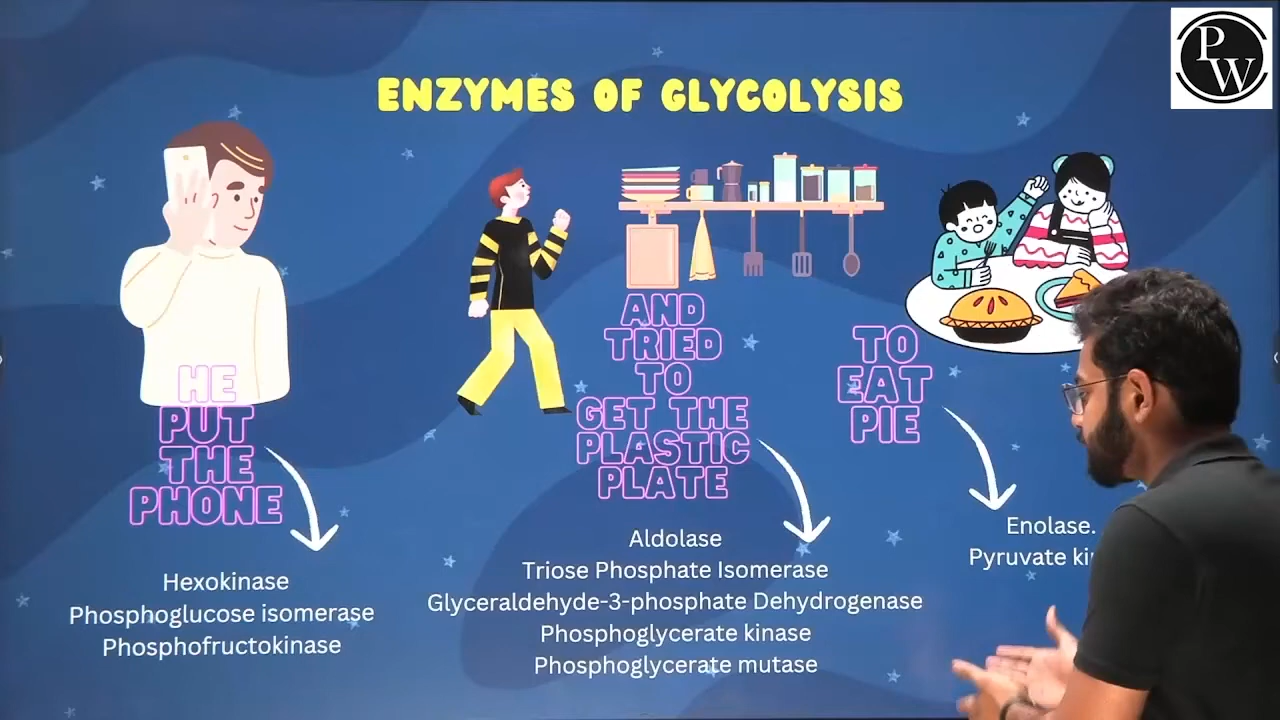 PW
ENZYMES OF GLYCOLYSIS
HE
PUT
THE
PHONE
Hexokinase
Phosphoglucose isomerase
Phosphofructokinase
AND
TRIED
TO
GET THE
PLASTIC
PLATE
Aldolase
Triose Phosphate Isomerase
Glyceraldehyde-3-phosphate Dehydrogenase
Phosphoglycerate kinase
Phosphoglycerate mutase
TO
EAT
PIE
Enolase.
Pyruvate